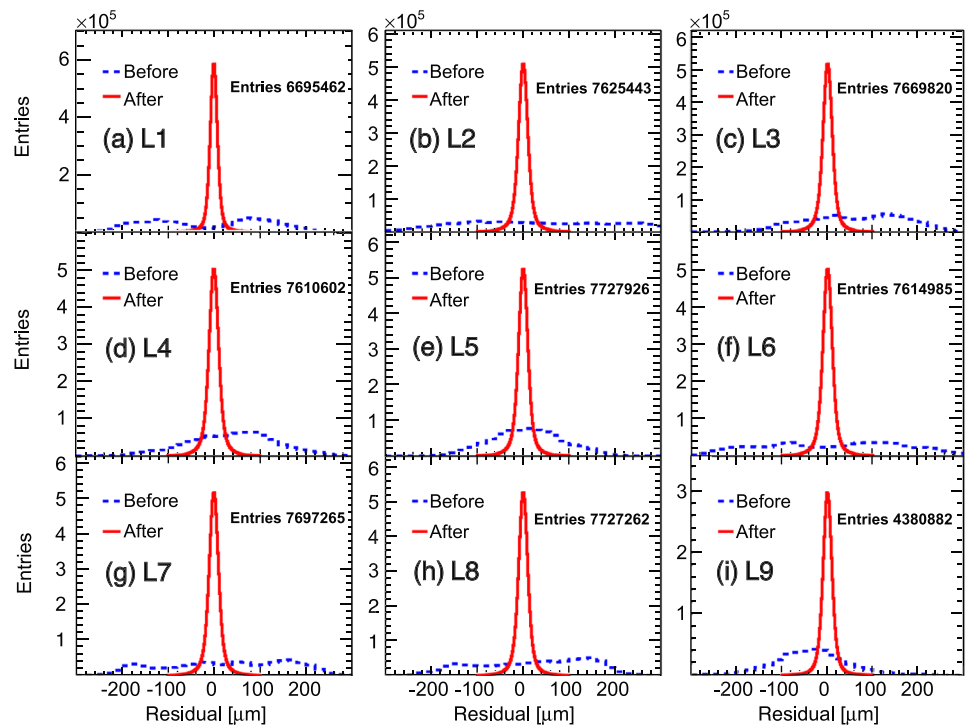 ×10⁵ ×10⁵ ×10⁵
Entries
6
4
2
Before
After
Entries 6695462
(a) L1
6
5
4
3
2
1
Before
After
Entries 7625443
(b) L2
6
5
4
3
2
1
Before
After
Entries 7669820
(c) L3
Entries
5
4
3
2
1
Before
After
Entries 7610602
(d) L4
6
5
4
3
2
1
Before
After
Entries 7727926
(e) L5
5
4
3
2
1
Before
After
Entries 7614985
(f) L6
Entries
6
5
4
3
2
1
Before
After
Entries 7697265
(g) L7
6
5
4
3
2
1
Before
After
Entries 7727262
(h) L8
3
2
1
Before
After
Entries 4380882
(i) L9
-200 -100 0 100 200
-200 -100 0 100 200
-200 -100 0 100 200
Residual [μm] Residual [μm] Residual [μm]